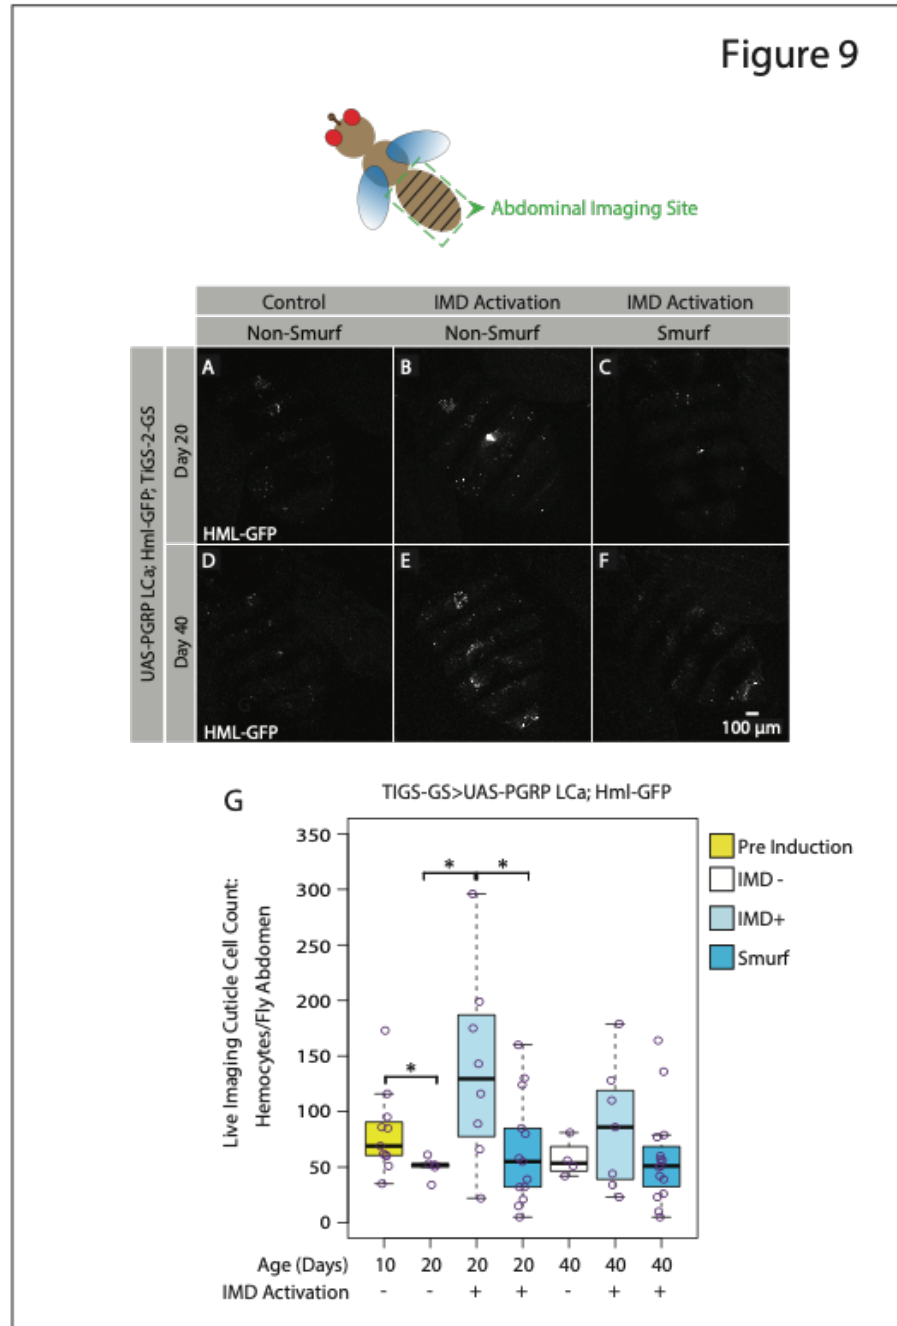 Figure 9
Abdominal Imaging Site
Control IMD Activation IMD Activation
Non-Smurf Non-Smurf Smurf
UAS-PGRP LCa; Hml-GFP; TiGS-2-GS
Day 20
A B C
HML-GFP
Day 40
D E F
HML-GFP
100 μm
G
TIGS-GS>UAS-PGRP LCa; Hml-GFP
Live Imaging Cuticle Cell Count:
Hemocytes/Fly Abdomen
350
300
250
200
150
100
50
0
* *
*
Pre Induction
IMD -
IMD+
Smurf
Age (Days) 10 20 20 20 40 40 40
IMD Activation - - + + - + +